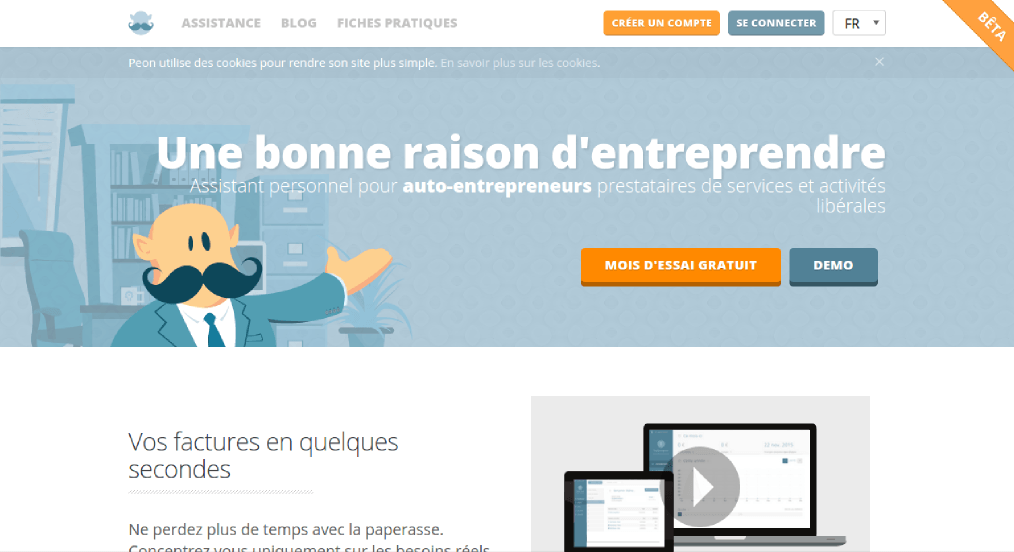 ASSISTANCE BLOG FICHES PRATIQUES CRÉER UN COMPTE SE CONNECTER FR
BÊTA
Peon utilise des cookies pour rendre son site plus simple. En savoir plus sur les cookies.
Une bonne raison d'entreprendre
Assistant personnel pour auto-entrepreneurs prestataires de services et activités
libérales
MOIS D'ESSAI GRATUIT DEMO
Vos factures en quelques
secondes
Ne perdez plus de temps avec la paperasse.
Concentrez vous uniquement sur les besoins réels